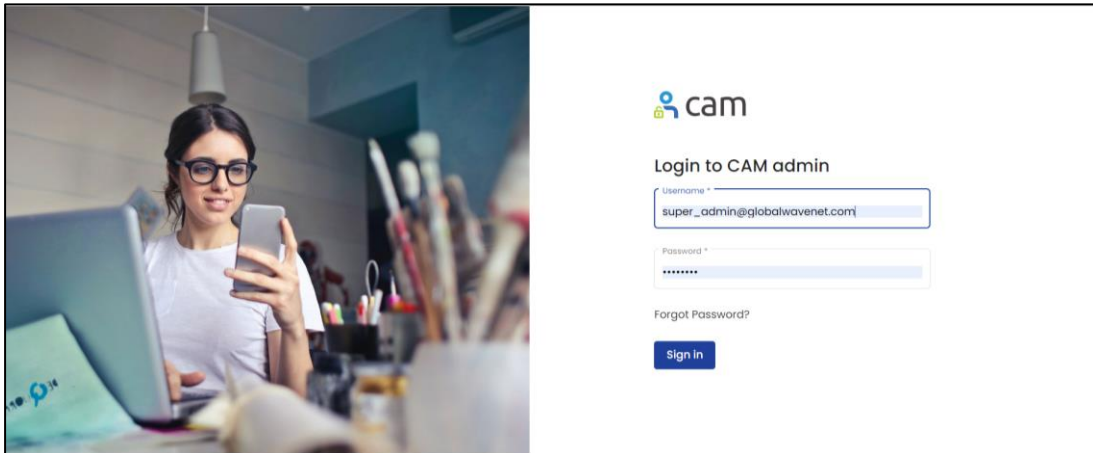 cam
Login to CAM admin
Username *
super_admin@globalwavenet.com
Password *
••••••••
Forgot Password?
Sign in